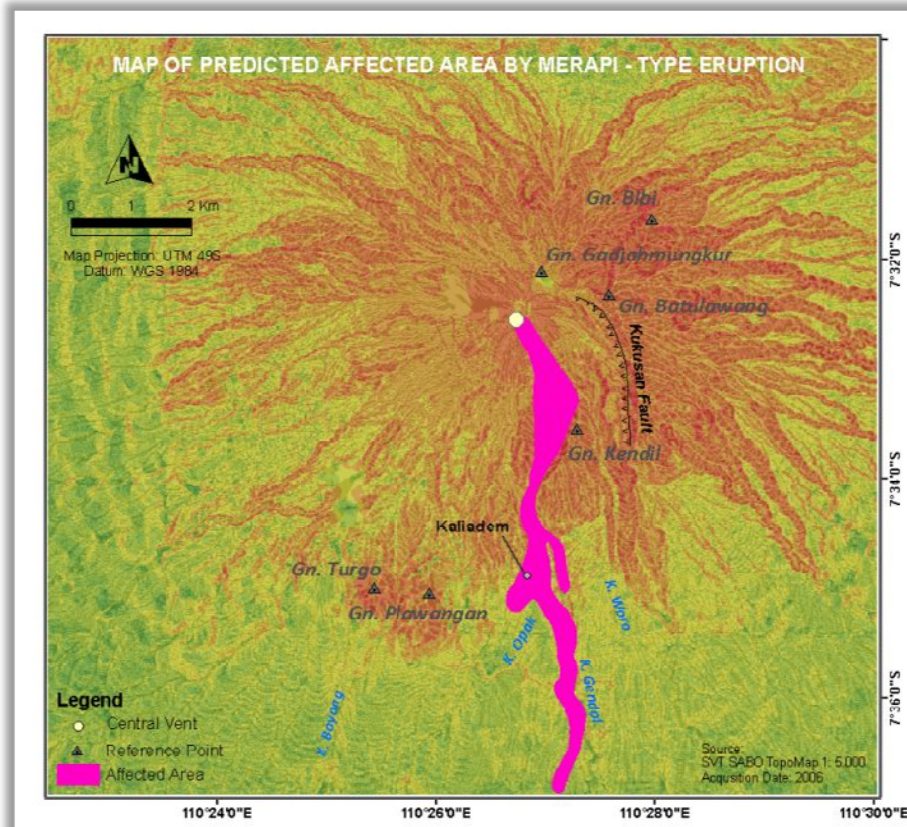 MAP OF PREDICTED AFFECTED AREA BY MERAPI - TYPE ERUPTION
N
0 1 2 Km
Map Projection: UTM 49S
Datum: WGS 1984
Gn. Bibi
Gn. Gadjahmungkur
Gn. Batulawang
Kukusan Fault
Gn. Kendil
Kaliadem
Gn. Turgo
Gn. Plawangan
K. Woro
K. Opak
K. Gendol
K. Boyong
Legend
Central Vent
Reference Point
Affected Area
Source:
SVT SABO TopoMap 1: 5.000
Acqusition Date: 2006
7°32'0"S
7°36'0"S
110°24'0"E
110°26'0"E
110°28'0"E
110°30'0"E